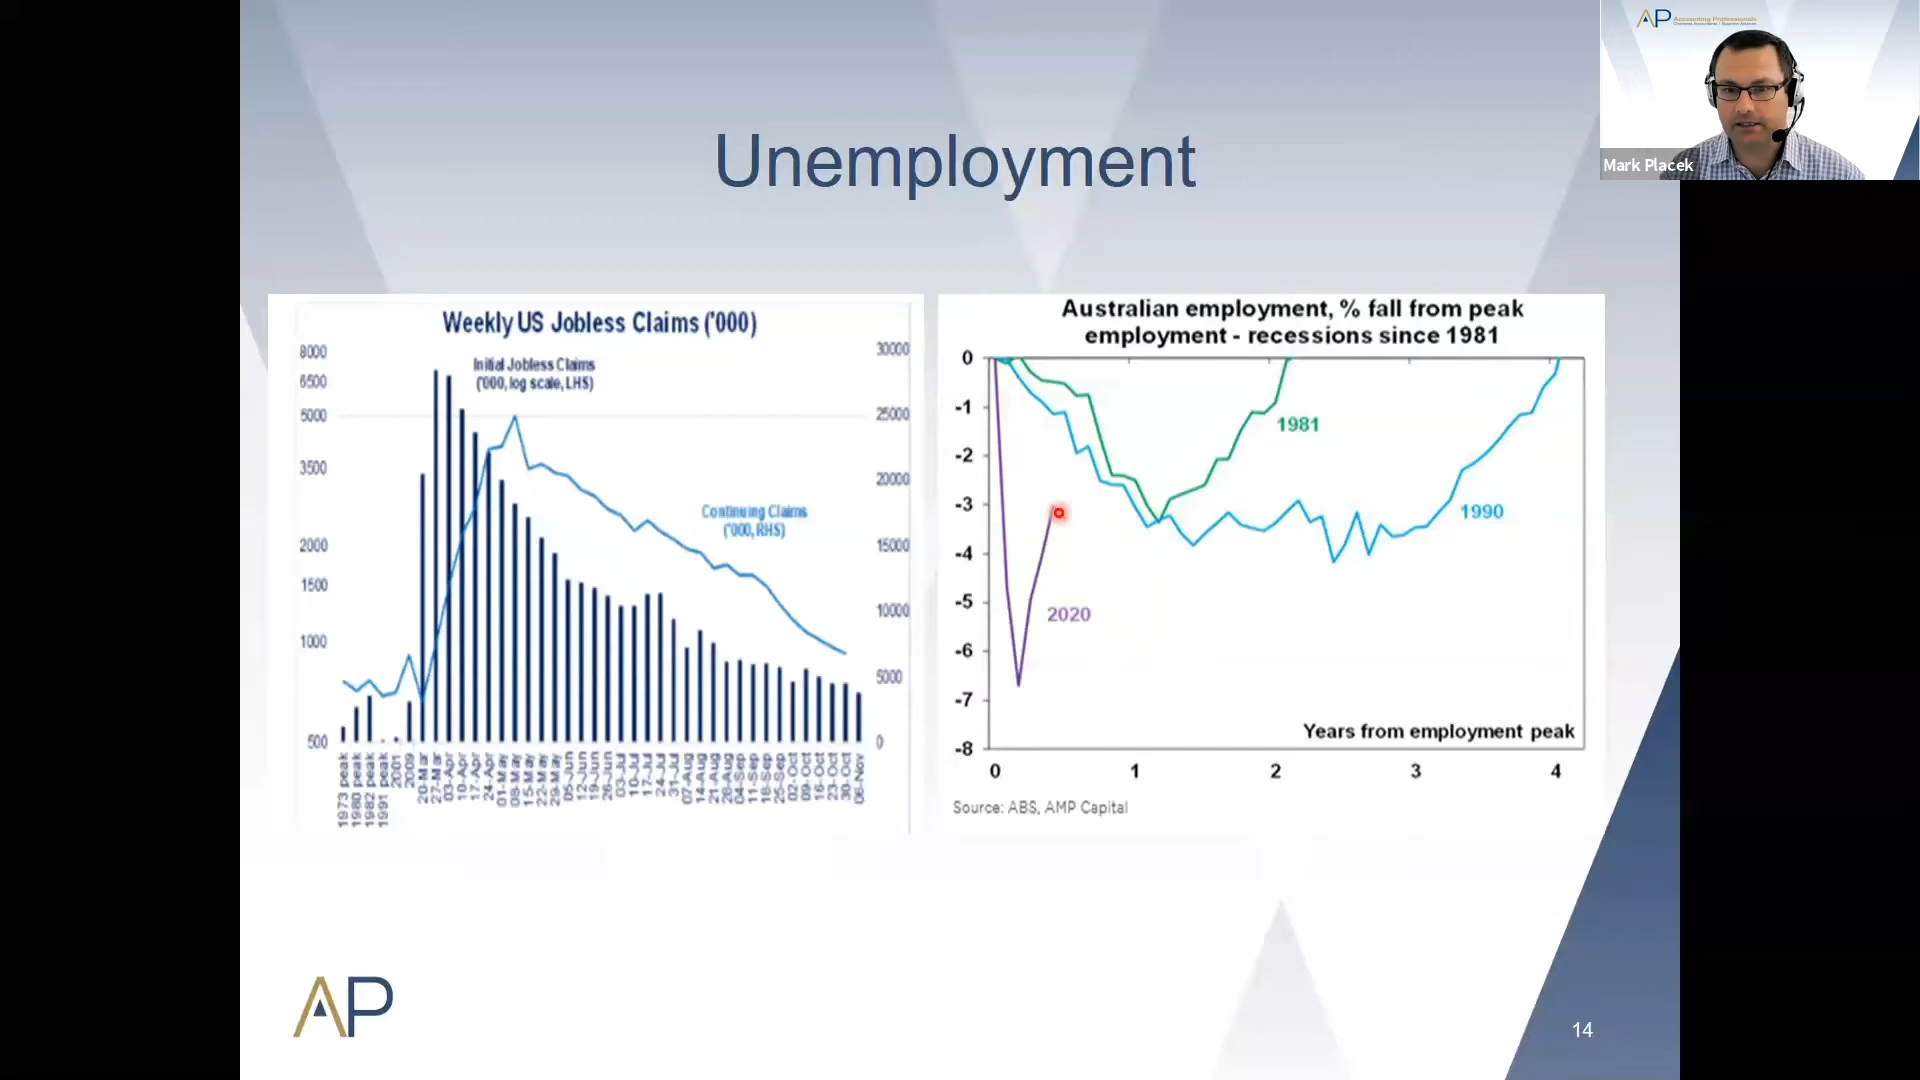 AP Accounting Professionals
Mark Placek
Unemployment
Weekly US Jobless Claims ('000)
Initial Jobless Claims
('000, log scale, LHS)
Continuing Claims
('000, RHS)
8000
6500
5000
3500
2000
1500
1000
500
30000
25000
20000
15000
10000
5000
0
1973 peak
1980 peak
1982 peak
1991 peak
2001
2009
20-Mar
27-Mar
03-Apr
10-Apr
17-Apr
24-Apr
01-May
08-May
15-May
22-May
29-May
05-Jun
12-Jun
19-Jun
26-Jun
03-Jul
10-Jul
17-Jul
24-Jul
31-Jul
07-Aug
14-Aug
21-Aug
28-Aug
04-Sep
11-Sep
18-Sep
25-Sep
02-Oct
09-Oct
16-Oct
23-Oct
30-Oct
06-Nov
Australian employment, % fall from peak
employment - recessions since 1981
0
-1
-2
-3
-4
-5
-6
-7
-8
1981
1990
2020
Years from employment peak
0 1 2 3 4
Source: ABS, AMP Capital
AP
14